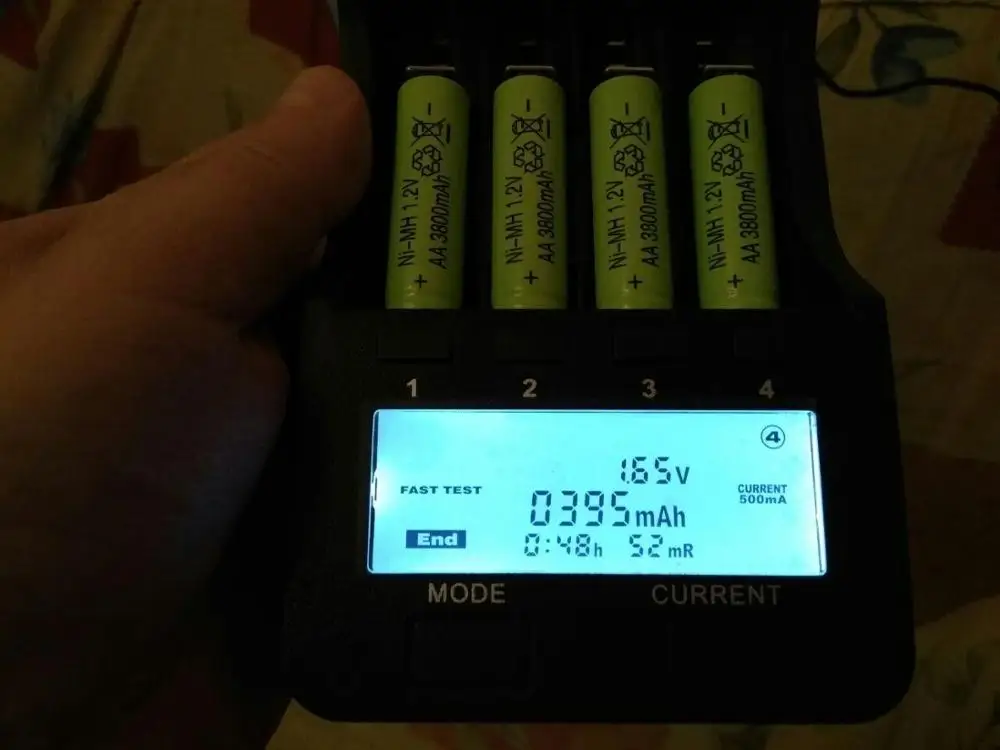 − Ni-MH 1.2V +
AA 3800mAh
− Ni-MH 1.2V +
AA 3800mAh
− Ni-MH 1.2V +
AA 3800mAh
− Ni-MH 1.2V +
AA 3800mAh
1 2 3 4
④
1.65V
FAST TEST
CURRENT
500mA
0395mAh
End
0:48h 52mR
MODE CURRENT